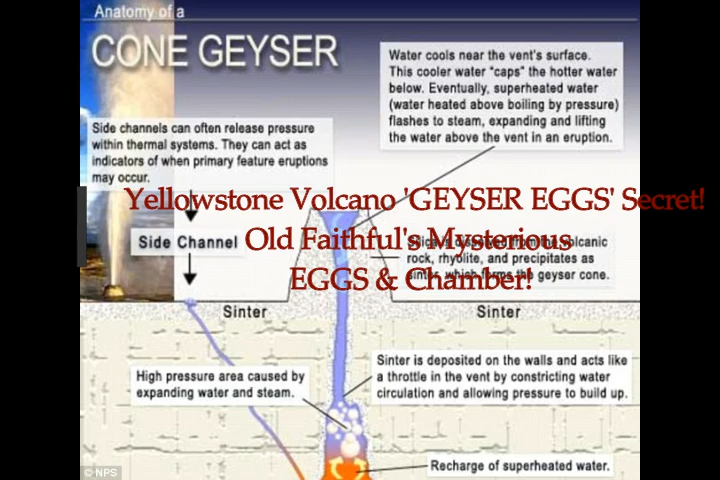 Anatomy of a
CONE GEYSER
Water cools near the vent's surface.
This cooler water "caps" the hotter water
below. Eventually, superheated water
(water heated above boiling by pressure)
flashes to steam, expanding and lifting
the water above the vent in an eruption.
Side channels can often release pressure
within thermal systems. They can act as
indicators of when primary feature eruptions
may occur.
Yellowstone Volcano 'GEYSER EGGS' Secret!
Side Channel
Old Faithful's Mysterious
EGGS & Chamber!
volcanic
rock, rhyolite, and precipitates as
geyser cone.
Sinter
Sinter
Sinter is deposited on the walls and acts like
a throttle in the vent by constricting water
circulation and allowing pressure to build up.
High pressure area caused by
expanding water and steam.
Recharge of superheated water.
© NPS